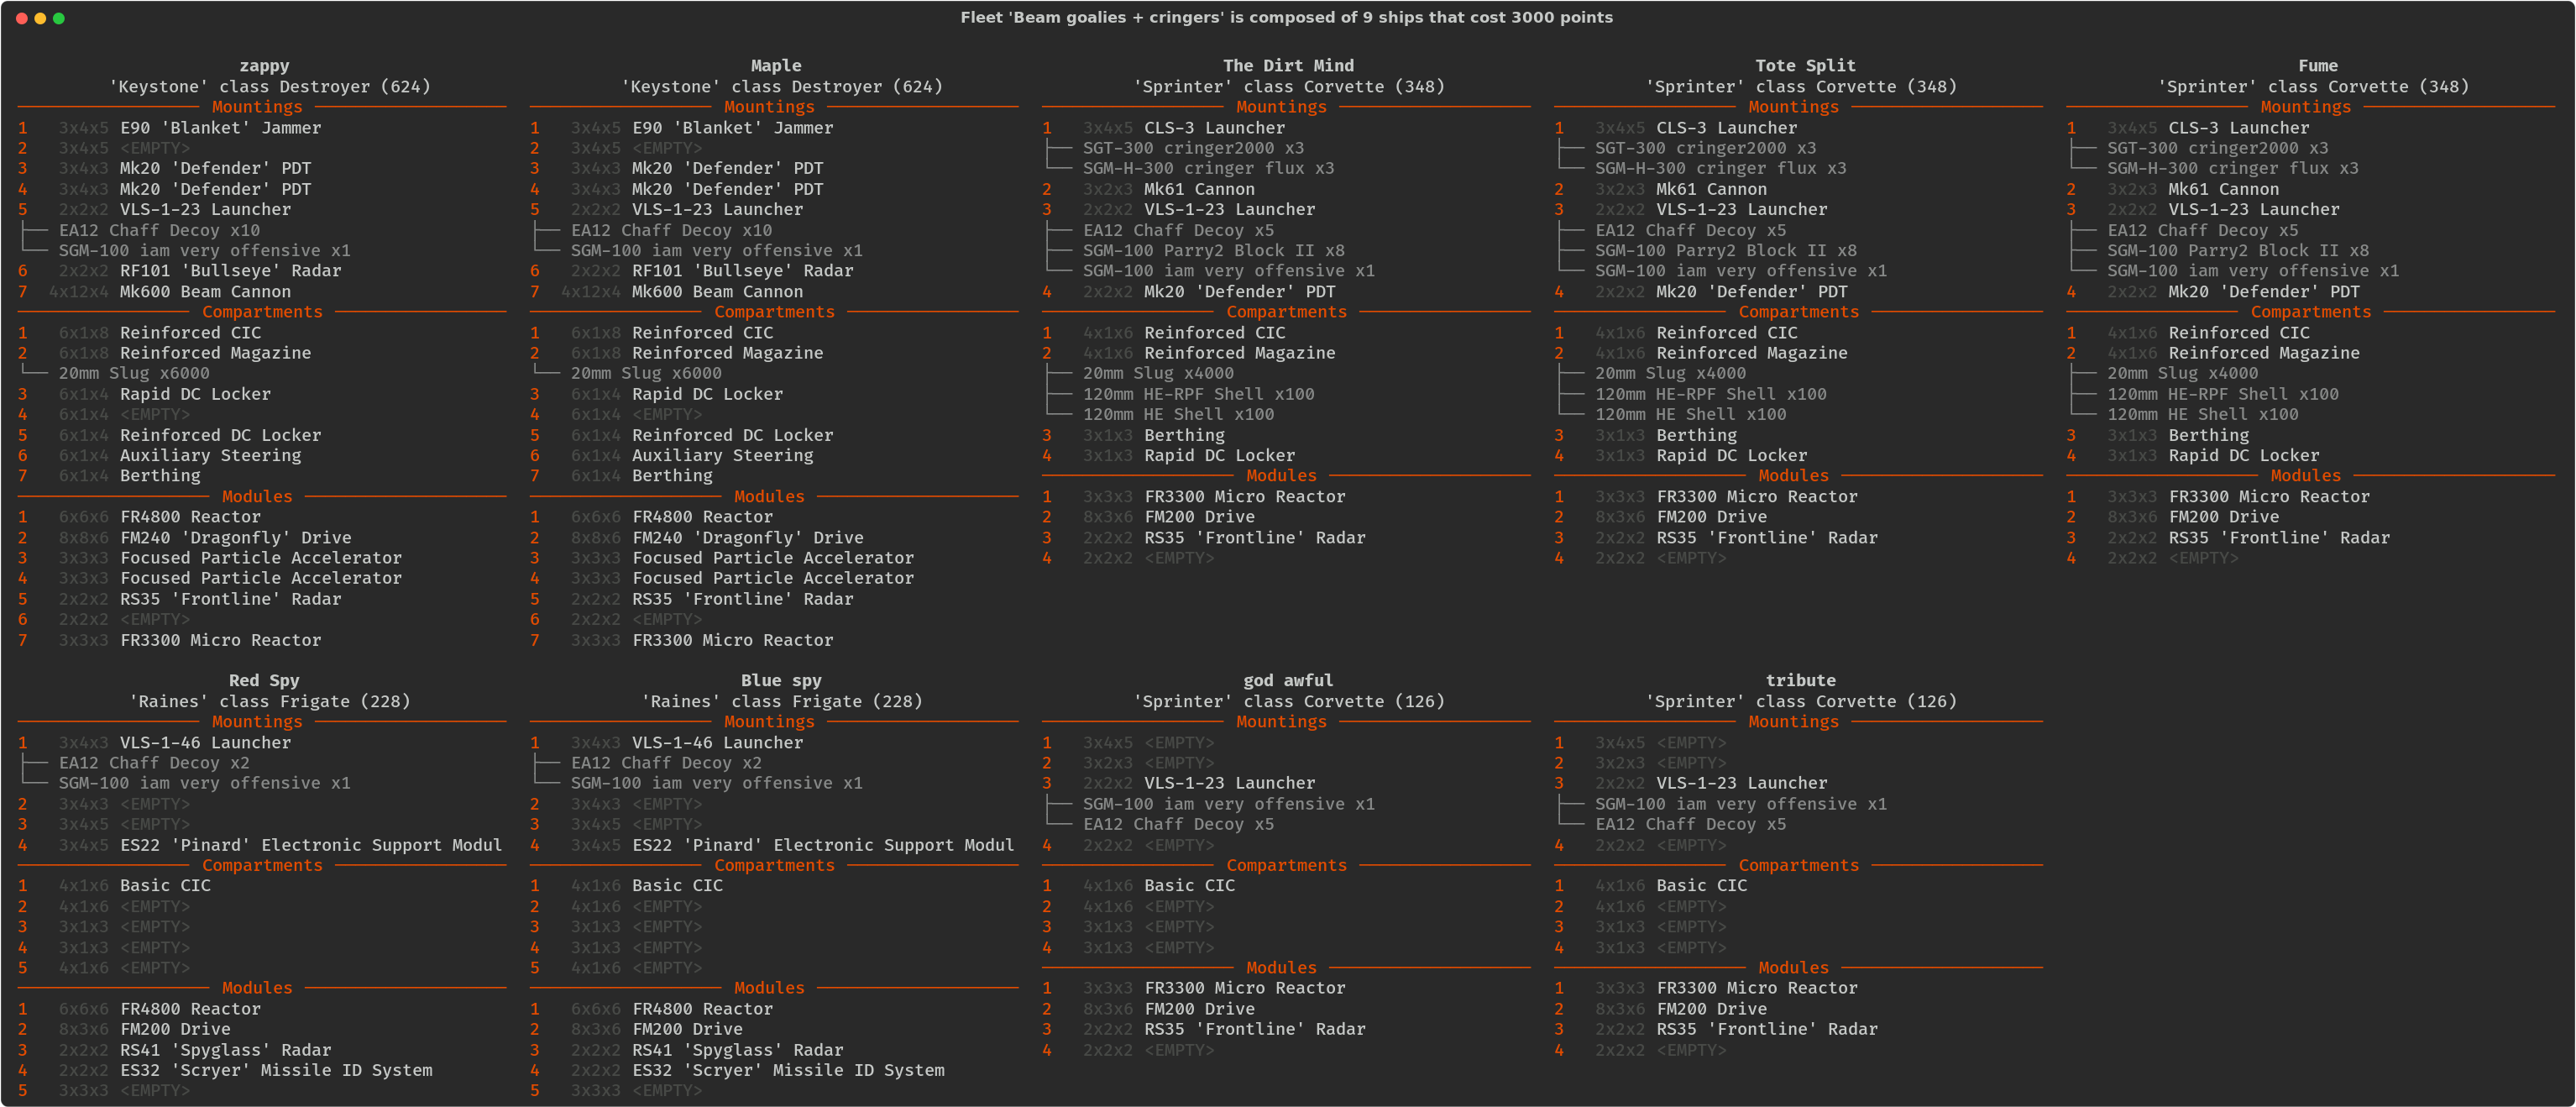 Fleet 'Beam goalies + cringers' is composed of 9 ships that cost 3000 points
zappy
'Keystone' class Destroyer (624)
Mountings
1 3x4x5 E90 'Blanket' Jammer
2 3x4x5 <EMPTY>
3 3x4x3 Mk20 'Defender' PDT
4 3x4x3 Mk20 'Defender' PDT
5 2x2x2 VLS-1-23 Launcher
├── EA12 Chaff Decoy x10
└── SGM-100 iam very offensive x1
6 2x2x2 RF101 'Bullseye' Radar
7 4x12x4 Mk600 Beam Cannon
Compartments
1 6x1x8 Reinforced CIC
2 6x1x8 Reinforced Magazine
└── 20mm Slug x6000
3 6x1x4 Rapid DC Locker
4 6x1x4 <EMPTY>
5 6x1x4 Reinforced DC Locker
6 6x1x4 Auxiliary Steering
7 6x1x4 Berthing
Modules
1 6x6x6 FR4800 Reactor
2 8x8x6 FM240 'Dragonfly' Drive
3 3x3x3 Focused Particle Accelerator
4 3x3x3 Focused Particle Accelerator
5 2x2x2 RS35 'Frontline' Radar
6 2x2x2 <EMPTY>
7 3x3x3 FR3300 Micro Reactor
Maple
'Keystone' class Destroyer (624)
Mountings
1 3x4x5 E90 'Blanket' Jammer
2 3x4x5 <EMPTY>
3 3x4x3 Mk20 'Defender' PDT
4 3x4x3 Mk20 'Defender' PDT
5 2x2x2 VLS-1-23 Launcher
├── EA12 Chaff Decoy x10
└── SGM-100 iam very offensive x1
6 2x2x2 RF101 'Bullseye' Radar
7 4x12x4 Mk600 Beam Cannon
Compartments
1 6x1x8 Reinforced CIC
2 6x1x8 Reinforced Magazine
└── 20mm Slug x6000
3 6x1x4 Rapid DC Locker
4 6x1x4 <EMPTY>
5 6x1x4 Reinforced DC Locker
6 6x1x4 Auxiliary Steering
7 6x1x4 Berthing
Modules
1 6x6x6 FR4800 Reactor
2 8x8x6 FM240 'Dragonfly' Drive
3 3x3x3 Focused Particle Accelerator
4 3x3x3 Focused Particle Accelerator
5 2x2x2 RS35 'Frontline' Radar
6 2x2x2 <EMPTY>
7 3x3x3 FR3300 Micro Reactor
The Dirt Mind
'Sprinter' class Corvette (348)
Mountings
1 3x4x5 CLS-3 Launcher
├── SGT-300 cringer2000 x3
└── SGM-H-300 cringer flux x3
2 3x2x3 Mk61 Cannon
3 2x2x2 VLS-1-23 Launcher
├── EA12 Chaff Decoy x5
├── SGM-100 Parry2 Block II x8
└── SGM-100 iam very offensive x1
4 2x2x2 Mk20 'Defender' PDT
Compartments
1 4x1x6 Reinforced CIC
2 4x1x6 Reinforced Magazine
├── 20mm Slug x4000
├── 120mm HE-RPF Shell x100
└── 120mm HE Shell x100
3 3x1x3 Berthing
4 3x1x3 Rapid DC Locker
Modules
1 3x3x3 FR3300 Micro Reactor
2 8x3x6 FM200 Drive
3 2x2x2 RS35 'Frontline' Radar
4 2x2x2 <EMPTY>
Tote Split
'Sprinter' class Corvette (348)
Mountings
1 3x4x5 CLS-3 Launcher
├── SGT-300 cringer2000 x3
└── SGM-H-300 cringer flux x3
2 3x2x3 Mk61 Cannon
3 2x2x2 VLS-1-23 Launcher
├── EA12 Chaff Decoy x5
├── SGM-100 Parry2 Block II x8
└── SGM-100 iam very offensive x1
4 2x2x2 Mk20 'Defender' PDT
Compartments
1 4x1x6 Reinforced CIC
2 4x1x6 Reinforced Magazine
├── 20mm Slug x4000
├── 120mm HE-RPF Shell x100
└── 120mm HE Shell x100
3 3x1x3 Berthing
4 3x1x3 Rapid DC Locker
Modules
1 3x3x3 FR3300 Micro Reactor
2 8x3x6 FM200 Drive
3 2x2x2 RS35 'Frontline' Radar
4 2x2x2 <EMPTY>
Fume
'Sprinter' class Corvette (348)
Mountings
1 3x4x5 CLS-3 Launcher
├── SGT-300 cringer2000 x3
└── SGM-H-300 cringer flux x3
2 3x2x3 Mk61 Cannon
3 2x2x2 VLS-1-23 Launcher
├── EA12 Chaff Decoy x5
├── SGM-100 Parry2 Block II x8
└── SGM-100 iam very offensive x1
4 2x2x2 Mk20 'Defender' PDT
Compartments
1 4x1x6 Reinforced CIC
2 4x1x6 Reinforced Magazine
├── 20mm Slug x4000
├── 120mm HE-RPF Shell x100
└── 120mm HE Shell x100
3 3x1x3 Berthing
4 3x1x3 Rapid DC Locker
Modules
1 3x3x3 FR3300 Micro Reactor
2 8x3x6 FM200 Drive
3 2x2x2 RS35 'Frontline' Radar
4 2x2x2 <EMPTY>
Red Spy
'Raines' class Frigate (228)
Mountings
1 3x4x3 VLS-1-46 Launcher
├── EA12 Chaff Decoy x2
└── SGM-100 iam very offensive x1
2 3x4x3 <EMPTY>
3 3x4x5 <EMPTY>
4 3x4x5 ES22 'Pinard' Electronic Support Modul
Compartments
1 4x1x6 Basic CIC
2 4x1x6 <EMPTY>
3 3x1x3 <EMPTY>
4 3x1x3 <EMPTY>
5 4x1x6 <EMPTY>
Modules
1 6x6x6 FR4800 Reactor
2 8x3x6 FM200 Drive
3 2x2x2 RS41 'Spyglass' Radar
4 2x2x2 ES32 'Scryer' Missile ID System
5 3x3x3 <EMPTY>
Blue spy
'Raines' class Frigate (228)
Mountings
1 3x4x3 VLS-1-46 Launcher
├── EA12 Chaff Decoy x2
└── SGM-100 iam very offensive x1
2 3x4x3 <EMPTY>
3 3x4x5 <EMPTY>
4 3x4x5 ES22 'Pinard' Electronic Support Modul
Compartments
1 4x1x6 Basic CIC
2 4x1x6 <EMPTY>
3 3x1x3 <EMPTY>
4 3x1x3 <EMPTY>
5 4x1x6 <EMPTY>
Modules
1 6x6x6 FR4800 Reactor
2 8x3x6 FM200 Drive
3 2x2x2 RS41 'Spyglass' Radar
4 2x2x2 ES32 'Scryer' Missile ID System
5 3x3x3 <EMPTY>
god awful
'Sprinter' class Corvette (126)
Mountings
1 3x4x5 <EMPTY>
2 3x2x3 <EMPTY>
3 2x2x2 VLS-1-23 Launcher
├── SGM-100 iam very offensive x1
└── EA12 Chaff Decoy x5
4 2x2x2 <EMPTY>
Compartments
1 4x1x6 Basic CIC
2 4x1x6 <EMPTY>
3 3x1x3 <EMPTY>
4 3x1x3 <EMPTY>
Modules
1 3x3x3 FR3300 Micro Reactor
2 8x3x6 FM200 Drive
3 2x2x2 RS35 'Frontline' Radar
4 2x2x2 <EMPTY>
tribute
'Sprinter' class Corvette (126)
Mountings
1 3x4x5 <EMPTY>
2 3x2x3 <EMPTY>
3 2x2x2 VLS-1-23 Launcher
├── SGM-100 iam very offensive x1
└── EA12 Chaff Decoy x5
4 2x2x2 <EMPTY>
Compartments
1 4x1x6 Basic CIC
2 4x1x6 <EMPTY>
3 3x1x3 <EMPTY>
4 3x1x3 <EMPTY>
Modules
1 3x3x3 FR3300 Micro Reactor
2 8x3x6 FM200 Drive
3 2x2x2 RS35 'Frontline' Radar
4 2x2x2 <EMPTY>